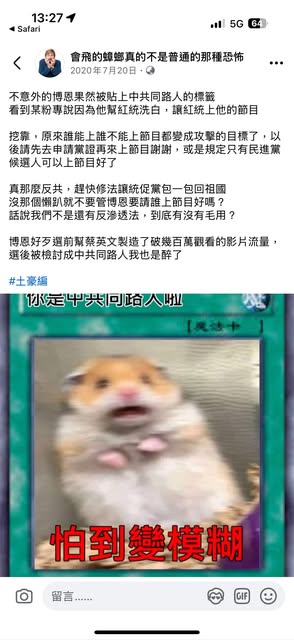 13:27
5G
64
Safari
會飛的蟑螂真的不是普通的那種恐怖
2020年7月20日
不意外的博恩果然被貼上中共同路人的標籤
看到某粉專說因為他幫紅統洗白，讓紅統上他的節目
挖靠，原來誰能上誰不能上節目都變成攻擊的目標了，以
後請先去申請黨證再來上節目謝謝，或是規定只有民進黨
候選人可以上節目好了
真那麼反共，趕快修法讓統促黨包一包回祖國
沒那個懶趴就不要管博恩要請誰上節目好嗎？
話說我們不是還有反滲透法，到底有沒有毛用？
博恩好歹選前幫蔡英文製造了破幾百萬觀看的影片流量，
選後被檢討成中共同路人我也是醉了
#土豪編
你是中共同路人啦
【魔法卡】
怕到變模糊
留言......
GIF